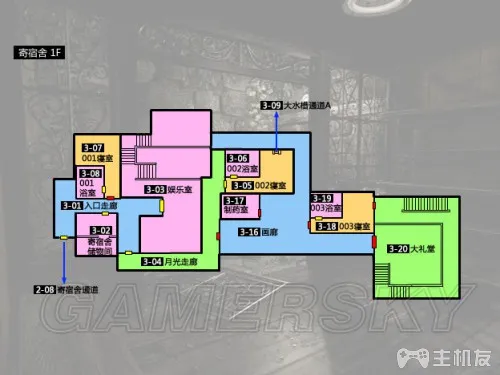 寄宿舍 1F
3-09 大水槽通道A
3-07
001寝室
3-08
001
浴室
3-06
002浴室
3-05 002寝室
3-03 娱乐室
3-17
制药室
3-19
003浴室
3-01 入口走廊
3-02
寄宿舍
储物间
3-16 画廊
3-18 003寝室
3-20 大礼堂
3-04 月光走廊
2-08 寄宿舍通道
GAMERSKY
主机友